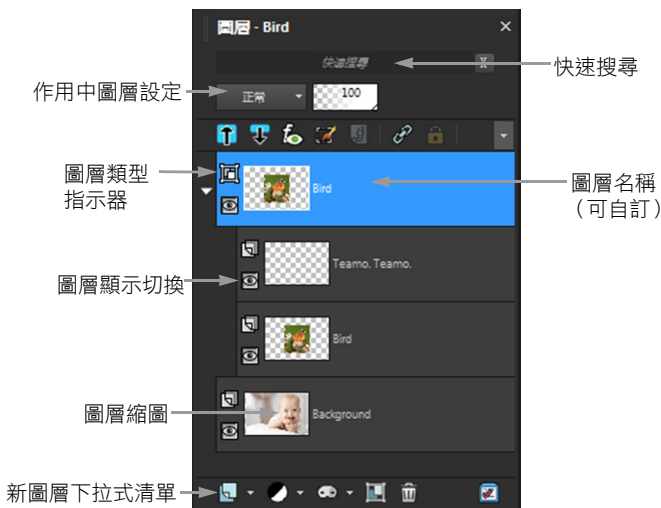 圖層 - Bird
快速搜尋
X
快速搜尋
作用中圖層設定
正常
100
圖層類型
指示器
Bird
圖層名稱
（可自訂）
Teamo. Teamo.
圖層顯示切換
Bird
圖層縮圖
Background
新圖層下拉式清單